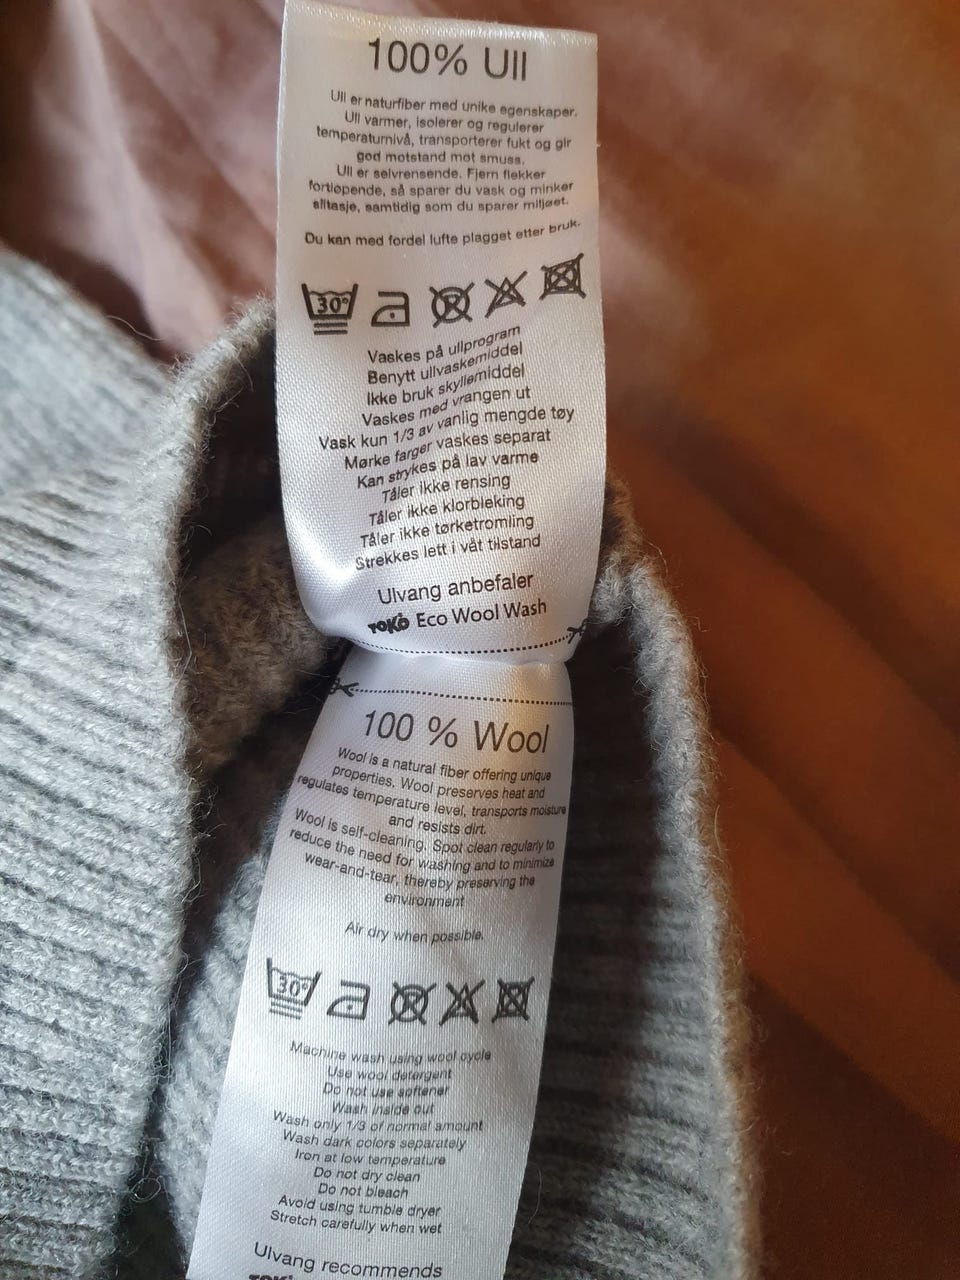 100% Ull
Ull er naturfiber med unike egenskaper.
Ull varmer, isolerer og regulerer
temperaturnivå, transporterer fukt og gir
god motstand mot smuss.
Ull er selvrensende. Fjern flekker
fortløpende, så sparer du vask og minker
slitasje, samtidig som du sparer miljøet.
Du kan med fordel lufte plagget etter bruk.
30°
Vaskes på ullprogram
Benytt ullvaskemiddel
Ikke bruk skyllemiddel
Vaskes med vrangen ut
Vask kun 1/3 av vanlig mengde tøy
Mørke farger vaskes separat
Kan strykes på lav varme
Tåler ikke rensing
Tåler ikke klorbleking
Tåler ikke tørketromling
Strekkes lett i våt tilstand
Ulvang anbefaler
TOKO Eco Wool Wash
100 % Wool
Wool is a natural fiber offering unique
properties. Wool preserves heat and
regulates temperature level, transports moisture
and resists dirt.
Wool is self-cleaning. Spot clean regularly to
reduce the need for washing and to minimize
wear-and-tear, thereby preserving the
environment
Air dry when possible.
30°
Machine wash using wool cycle
Use wool detergent
Do not use softener
Wash inside out
Wash only 1/3 of normal amount
Wash dark colors separately
Iron at low temperature
Do not dry clean
Do not bleach
Avoid using tumble dryer
Stretch carefully when wet
Ulvang recommends
TOKO